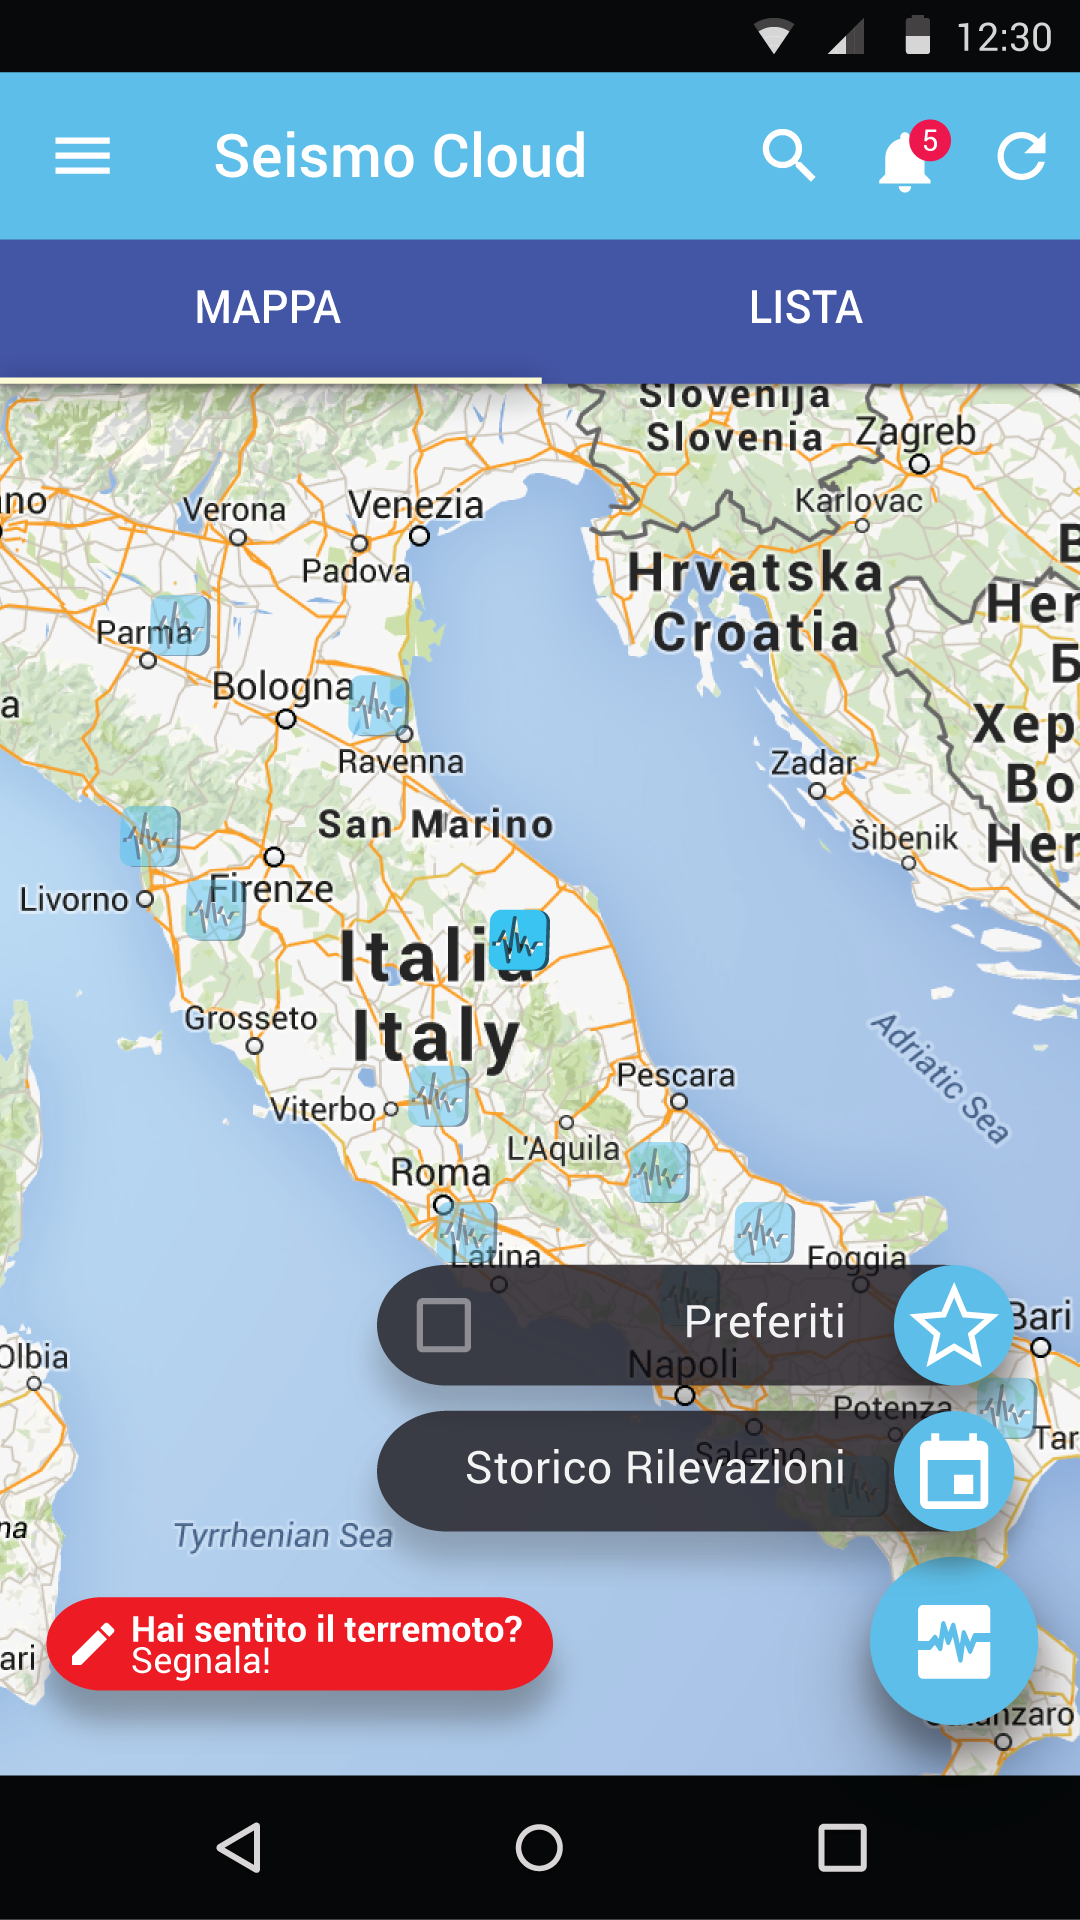 12:30
Seismo Cloud
5
MAPPA
LISTA
Slovenija
Slovenia
Zagreb
Karlovac
Verona
Venezia
Padova
Hrvatska
Croatia
Parma
Bologna
Ravenna
Хер
Zadar
San Marino
Šibenik
Livorno
Firenze
Italia
Italy
Grosseto
Adriatic Sea
Pescara
Viterbo
L'Aquila
Roma
Latina
Foggia
Preferiti
Bari
Olbia
Napoli
Potenza
Salerno
Storico Rilevazioni
Tyrrhenian Sea
Hai sentito il terremoto?
Segnala!